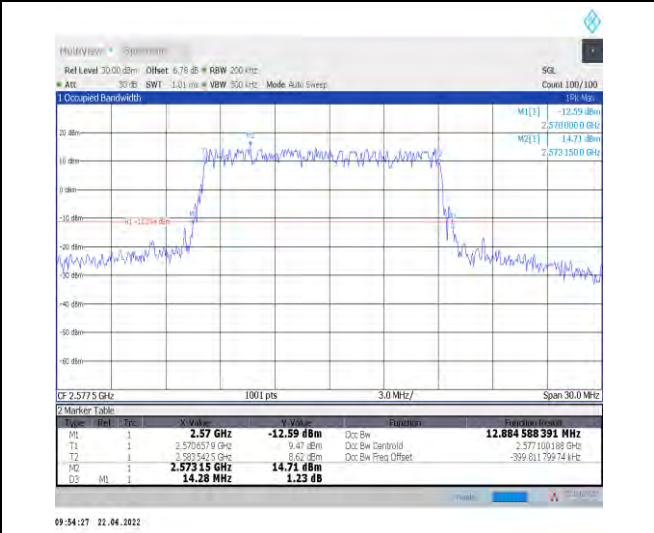 MultiView Spectrum
Ref Level 30.00 dBm Offset 6.78 dB RBW 200 kHz SGL
Att 30 dB SWT 1.01 ms VBW 500 kHz Mode Auto Sweep Count 100/100
1 Occupied Bandwidth 1Pk Max
M1[1] -12.59 dBm
2.570000 0 GHz
M2[1] 14.71 dBm
2.573150 0 GHz
20 dBm
10 dBm
0 dBm
-10 dBm
-20 dBm
-30 dBm
-40 dBm
-50 dBm
-60 dBm
CF 2.577 5 GHz 1001 pts 3.0 MHz/ Span 30.0 MHz
2 Marker Table
Type Ref Trc X-Value Y-Value Function Function Result
M1 1 2.57 GHz -12.59 dBm Occ Bw 12.884 588 391 MHz
T1 1 2.570657 9 GHz 9.47 dBm Occ Bw Centroid 2.577100188 GHz
T2 1 2.583542 5 GHz 8.62 dBm Occ Bw Freq Offset -399.811 799 74 kHz
M2 1 2.573 15 GHz 14.71 dBm
D3 M1 1 14.28 MHz 1.23 dB
09:54:27 22.04.2022